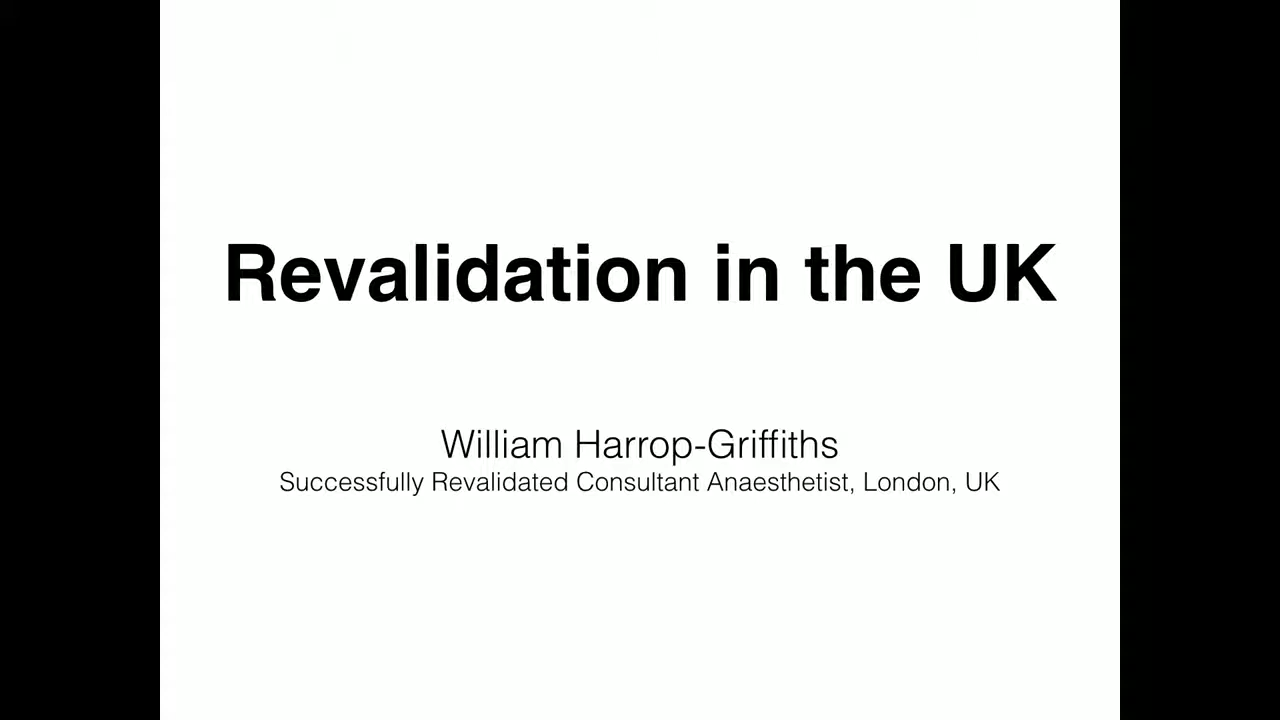 Revalidation in the UK
William Harrop-Griffiths
Successfully Revalidated Consultant Anaesthetist, London, UK